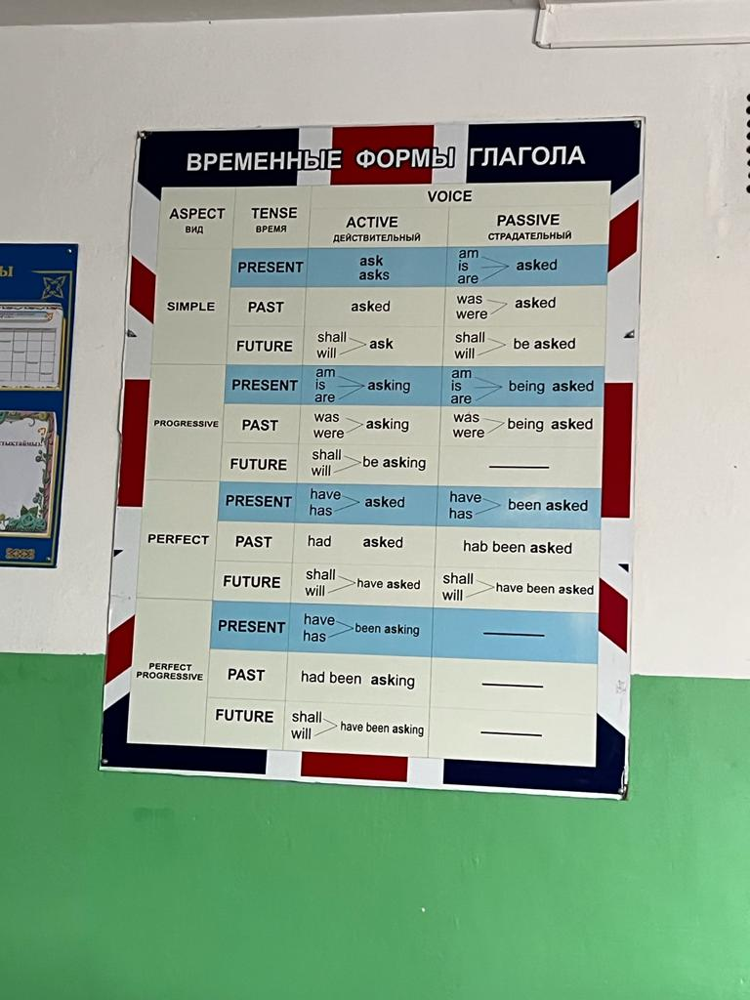 ВРЕМЕННЫЕ ФОРМЫ ГЛАГОЛА
ASPECT
ВИД
TENSE
ВРЕМЯ
VOICE
ACTIVE
ДЕЙСТВИТЕЛЬНЫЙ
PASSIVE
СТРАДАТЕЛЬНЫЙ
SIMPLE
PRESENT
ask
asks
am
is
are
asked
PAST
asked
was
were
asked
FUTURE
shall
will
ask
shall
will
be asked
PROGRESSIVE
PRESENT
am
is
are
asking
am
is
are
being asked
PAST
was
were
asking
was
were
being asked
FUTURE
shall
will
be asking
PERFECT
PRESENT
have
has
asked
have
has
been asked
PAST
had asked
hab been asked
FUTURE
shall
will
have asked
shall
will
have been asked
PERFECT
PROGRESSIVE
PRESENT
have
has
been asking
PAST
had been asking
FUTURE
shall
will
have been asking